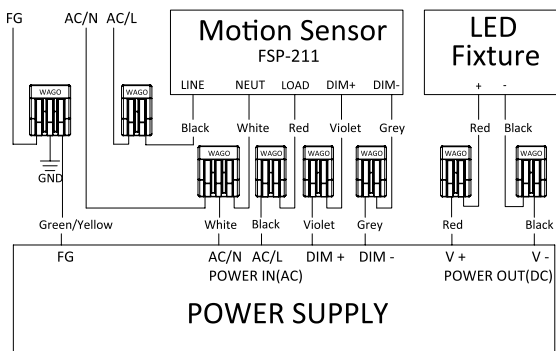 FG AC/N AC/L
Motion Sensor
FSP-211
LINE NEUT LOAD DIM+ DIM-
LED
Fixture
+ -
WAGO WAGO
Black White Red Violet Grey
Red Black
WAGO WAGO WAGO WAGO WAGO WAGO
GND
Green/Yellow White Black Violet Grey Red Black
FG AC/N AC/L DIM + DIM - V + V -
POWER IN(AC) POWER OUT(DC)
POWER SUPPLY